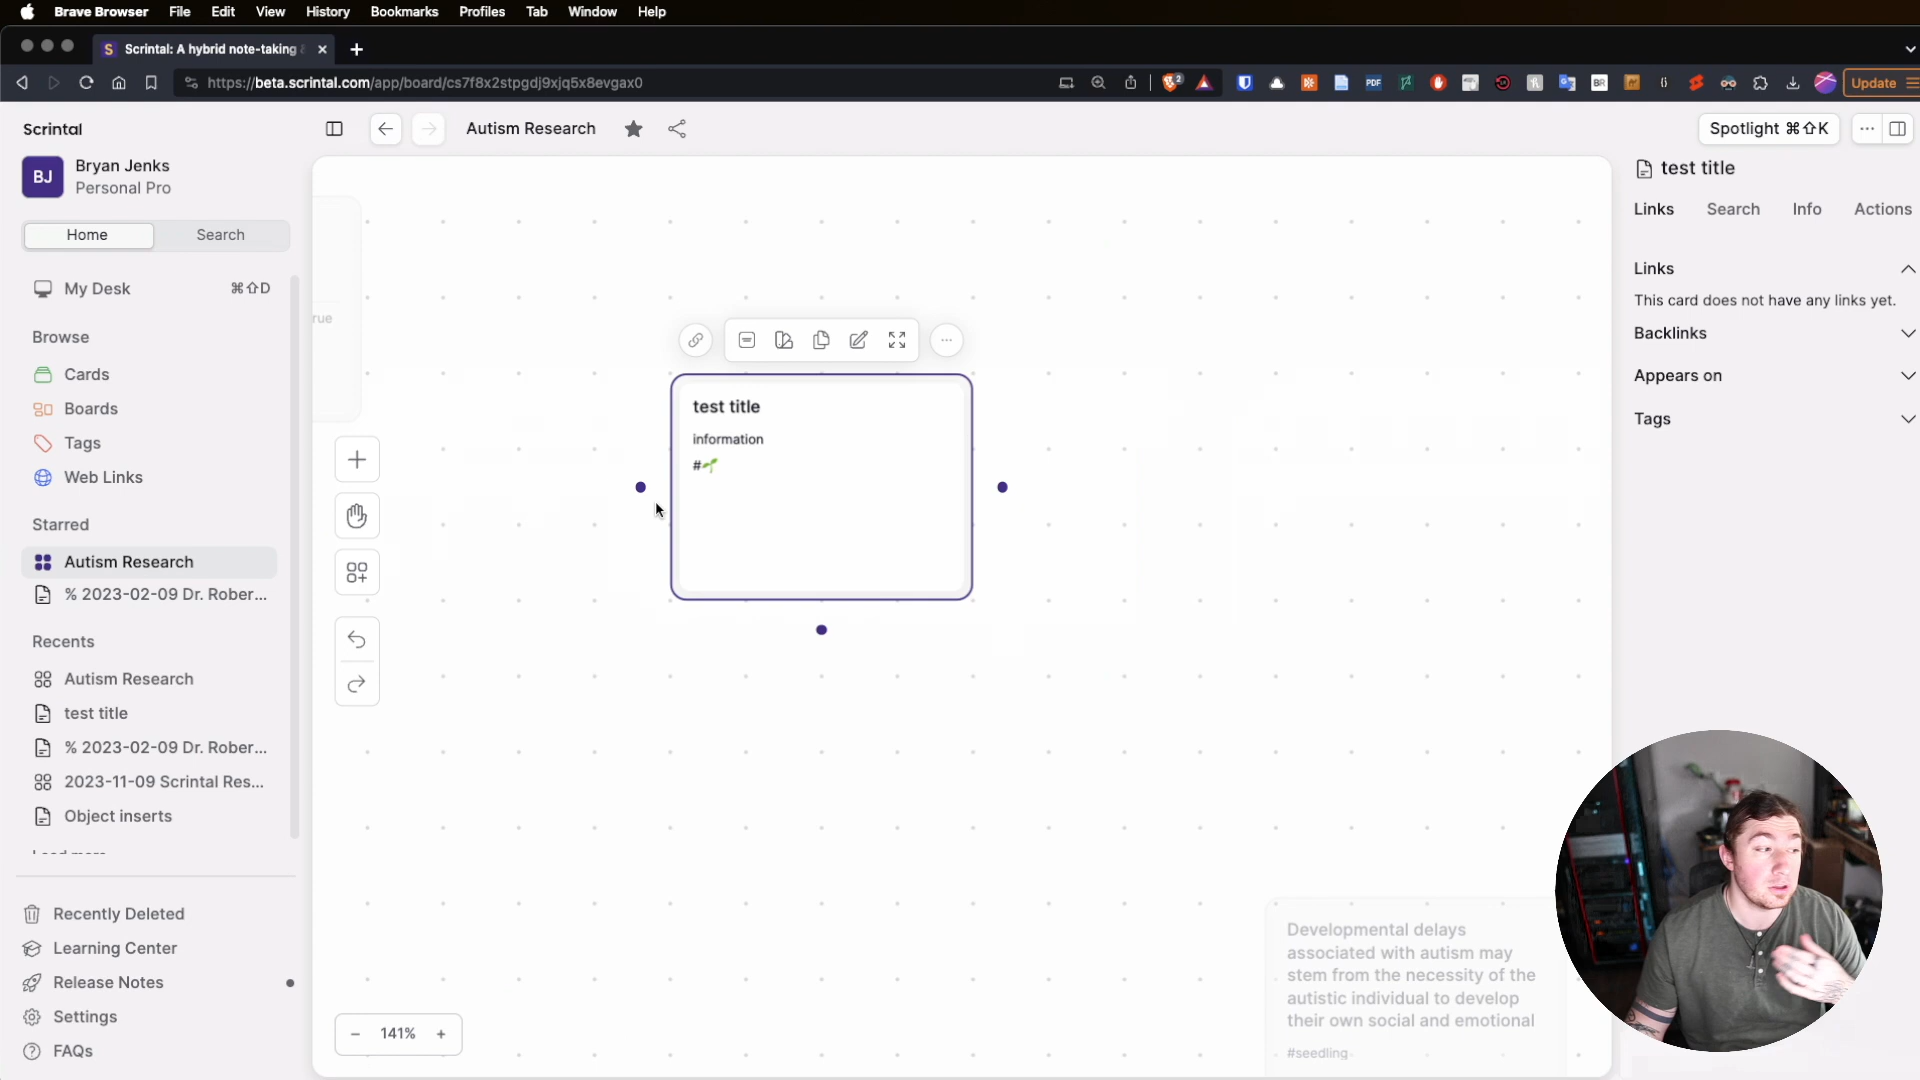 Brave Browser File Edit View History Bookmarks Profiles Tab Window Help
Scrintal: A hybrid note-taking
https://beta.scrintal.com/app/board/cs7f8x2stpgdj9xjq5x8evgax0
2
PDF
BR
Update
Scrintal
Autism Research
Spotlight ⌘⇧K
BJ
Bryan Jenks
Personal Pro
Home
Search
My Desk
⌘⇧D
Browse
Cards
Boards
Tags
Web Links
Starred
Autism Research
% 2023-02-09 Dr. Rober...
Recents
Autism Research
test title
% 2023-02-09 Dr. Rober...
2023-11-09 Scrintal Res...
Object inserts
Load more
Recently Deleted
Learning Center
Release Notes
Settings
FAQs
rue
test title
information
#🌱
141%
Developmental delays
associated with autism may
stem from the necessity of the
autistic individual to develop
their own social and emotional
#seedling
test title
Links Search Info Actions
Links
This card does not have any links yet.
Backlinks
Appears on
Tags